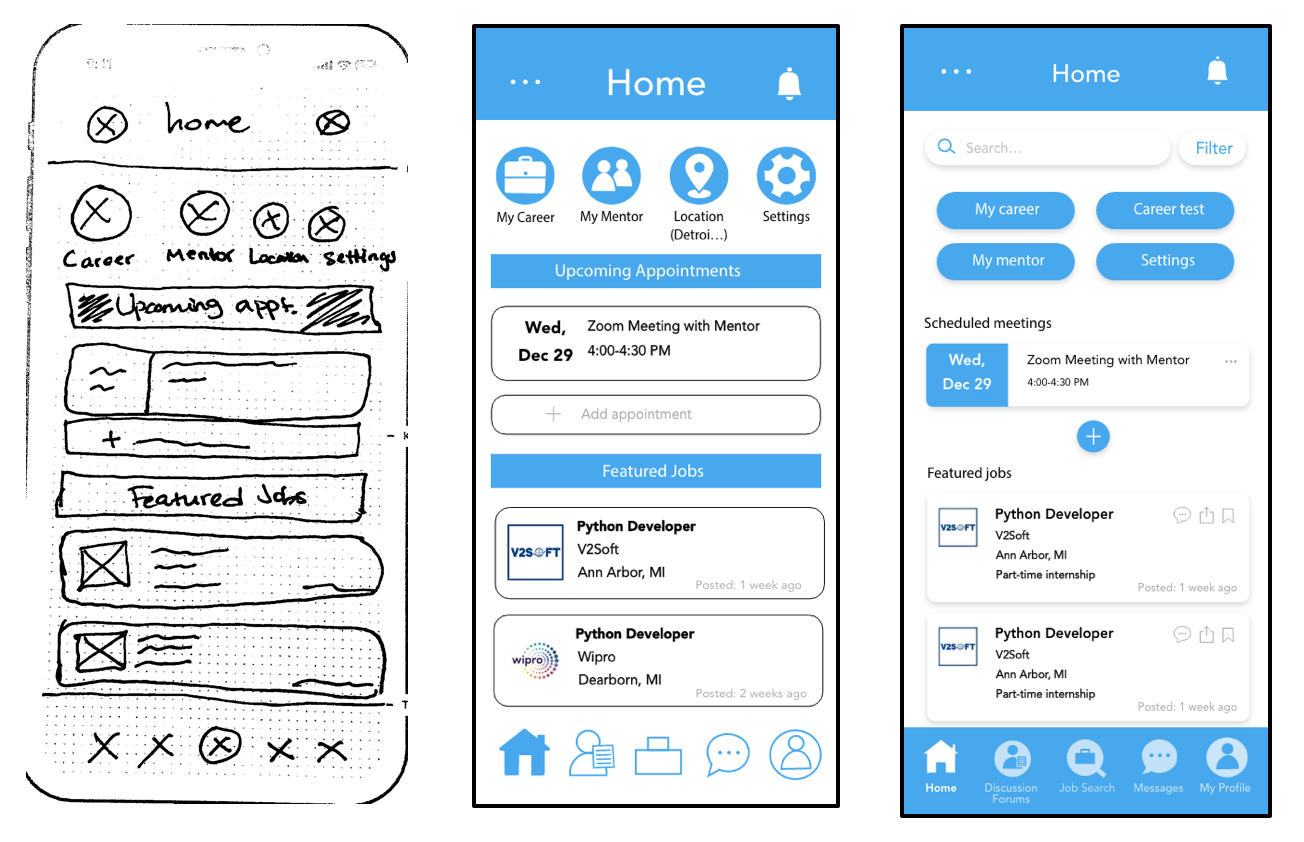 9:11
home
Career Mentor Location Settings
Upcoming appt.
+
Featured Jobs
...
Home
My Career
My Mentor
Location
(Detroi...)
Settings
Upcoming Appointments
Wed,
Dec 29
Zoom Meeting with Mentor
4:00-4:30 PM
+ Add appointment
Featured Jobs
V2SOFT
Python Developer
V2Soft
Ann Arbor, MI
Posted: 1 week ago
wipro
Python Developer
Wipro
Dearborn, MI
Posted: 2 weeks ago
...
Home
Search...
Filter
My career
Career test
My mentor
Settings
Scheduled meetings
Wed,
Dec 29
Zoom Meeting with Mentor
4:00-4:30 PM
...
+
Featured jobs
V2SOFT
Python Developer
V2Soft
Ann Arbor, MI
Part-time internship
Posted: 1 week ago
V2SOFT
Python Developer
V2Soft
Ann Arbor, MI
Part-time internship
Posted: 1 week ago
Home
Discussion
Forums
Job Search
Messages
My Profile